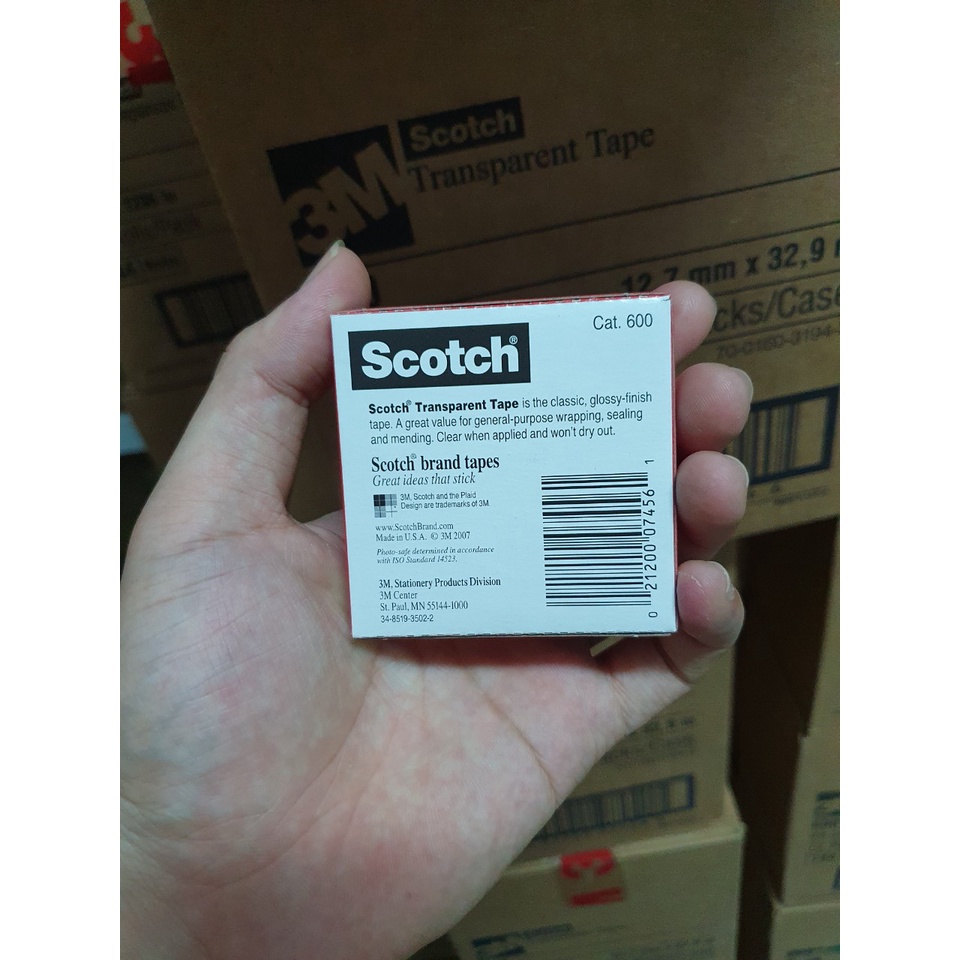 3M Scotch
Transparent Tape
12,7 mm x 32,9
cks/Case
Scotch®
Cat. 600
Scotch® Transparent Tape is the classic, glossy-finish
tape. A great value for general-purpose wrapping, sealing
and mending. Clear when applied and won't dry out.
Scotch® brand tapes
Great ideas that stick
3M, Scotch and the Plaid
Design are trademarks of 3M.
www.ScotchBrand.com
Made in U.S.A. © 3M 2007
Photo-safe determined in accordance
with ISO Standard 14523.
3M, Stationery Products Division
3M Center
St. Paul, MN 55144-1000
34-8519-3502-2
0 21200 07456 1